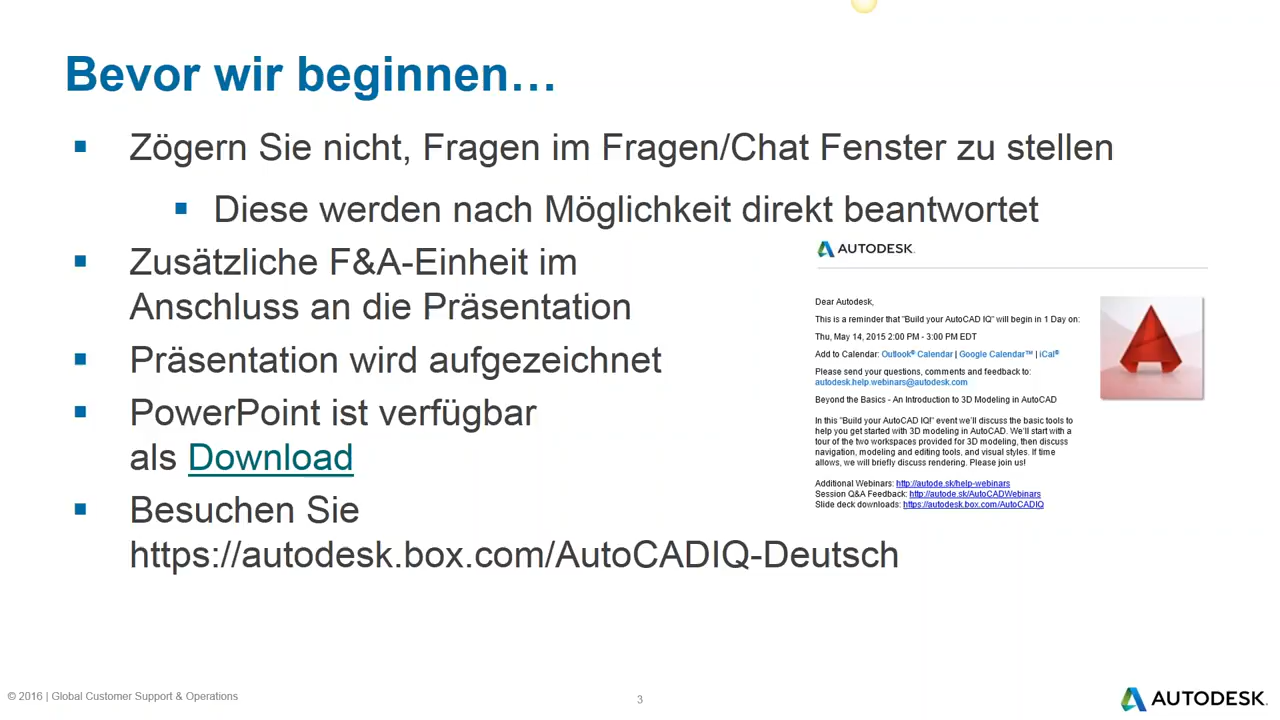 Bevor wir beginnen…
▪ Zögern Sie nicht, Fragen im Fragen/Chat Fenster zu stellen
▪ Diese werden nach Möglichkeit direkt beantwortet
▪ Zusätzliche F&A-Einheit im
Anschluss an die Präsentation
▪ Präsentation wird aufgezeichnet
▪ PowerPoint ist verfügbar
als Download
▪ Besuchen Sie
https://autodesk.box.com/AutoCADIQ-Deutsch
AUTODESK.
Dear Autodesk,
This is a reminder that "Build your AutoCAD IQ" will begin in 1 Day on:
Thu, May 14, 2015 2:00 PM - 3:00 PM EDT
Add to Calendar: Outlook® Calendar | Google Calendar™ | iCal®
Please send your questions, comments and feedback to:
autodesk.help.webinars@autodesk.com
Beyond the Basics - An Introduction to 3D Modeling in AutoCAD
In this "Build your AutoCAD IQ!" event we'll discuss the basic tools to
help you get started with 3D modeling in AutoCAD. We'll start with a
tour of the two workspaces provided for 3D modeling, then discuss
navigation, modeling and editing tools, and visual styles. If time
allows, we will briefly discuss rendering. Please join us!
Additional Webinars: http://autode.sk/help-webinars
Session Q&A Feedback: http://autode.sk/AutoCADWebinars
Slide deck downloads: https://autodesk.box.com/AutoCADIQ
© 2016 | Global Customer Support & Operations
3
AUTODESK.